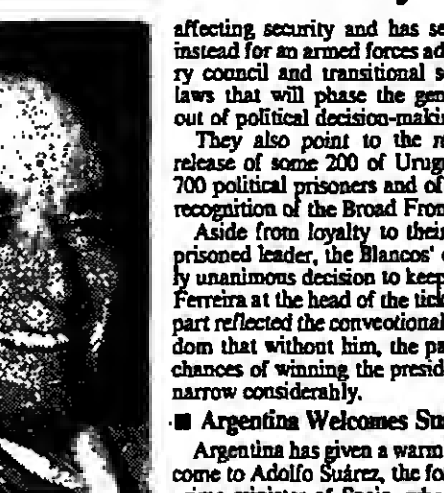 affecting security and has se
instead for an armed forces ad
ry council and transitional s
laws that will phase the gen
out of political decision-makin
They also point to the r
release of some 200 of Urug
700 political prisoners and of
recognition of the Broad Fron
Aside from loyalty to their
prisoned leader, the Blancos'
ly unanimous decision to keep
Ferreira at the head of the tick
part reflected the conveotional
dom that without him, the pa
chances of winning the presid
narrow considerahly.
■ Argentina Welcomes Su
Argentina has given a warm
come to Adolfo Suárez, the fo